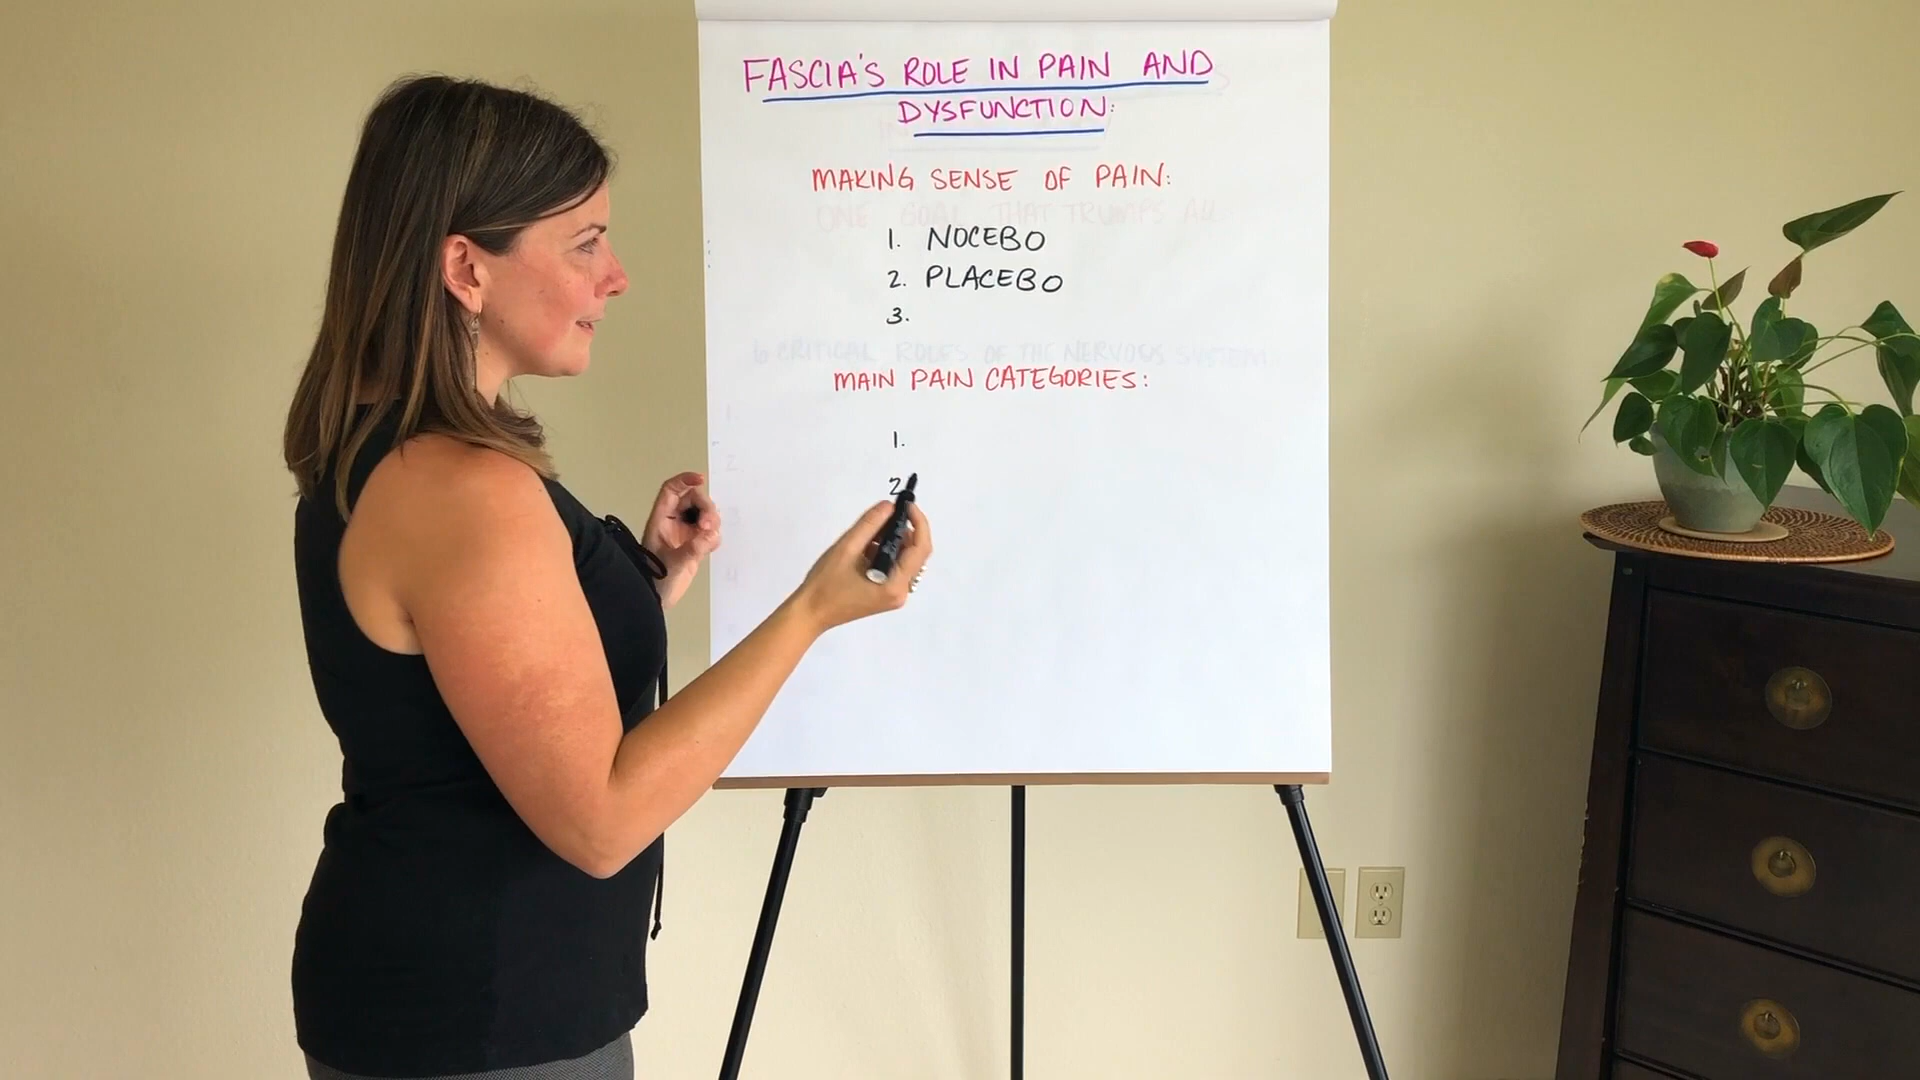 FASCIA'S ROLE IN PAIN AND
DYSFUNCTION:
MAKING SENSE OF PAIN:
ONE GOAL THAT TRUMPS ALL
1. NOCEBO
2. PLACEBO
3.
6 CRITICAL ROLES OF THE NERVOUS SYSTEM
MAIN PAIN CATEGORIES:
1.
2